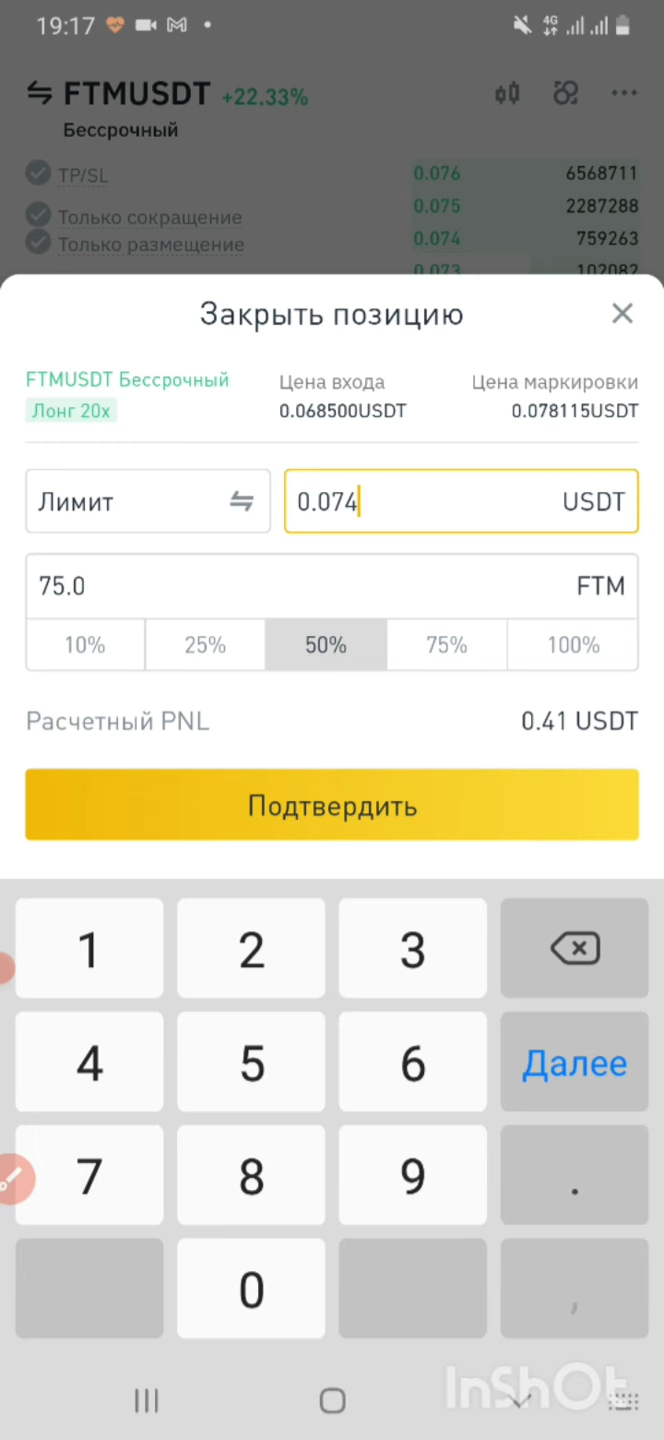 19:17 4G
FTMUSDT +22.33%
Бессрочный
TP/SL 0.076 6568711
0.075 2287288
Только сокращение
Только размещение 0.074 759263
0.073 102082
Закрыть позицию
FTMUSDT Бессрочный Цена входа Цена маркировки
Лонг 20x 0.068500USDT 0.078115USDT
Лимит 0.074 USDT
75.0 FTM
10% 25% 50% 75% 100%
Расчетный PNL 0.41 USDT
Подтвердить
1 2 3
4 5 6 Далее
7 8 9 .
0 ,
InShOt